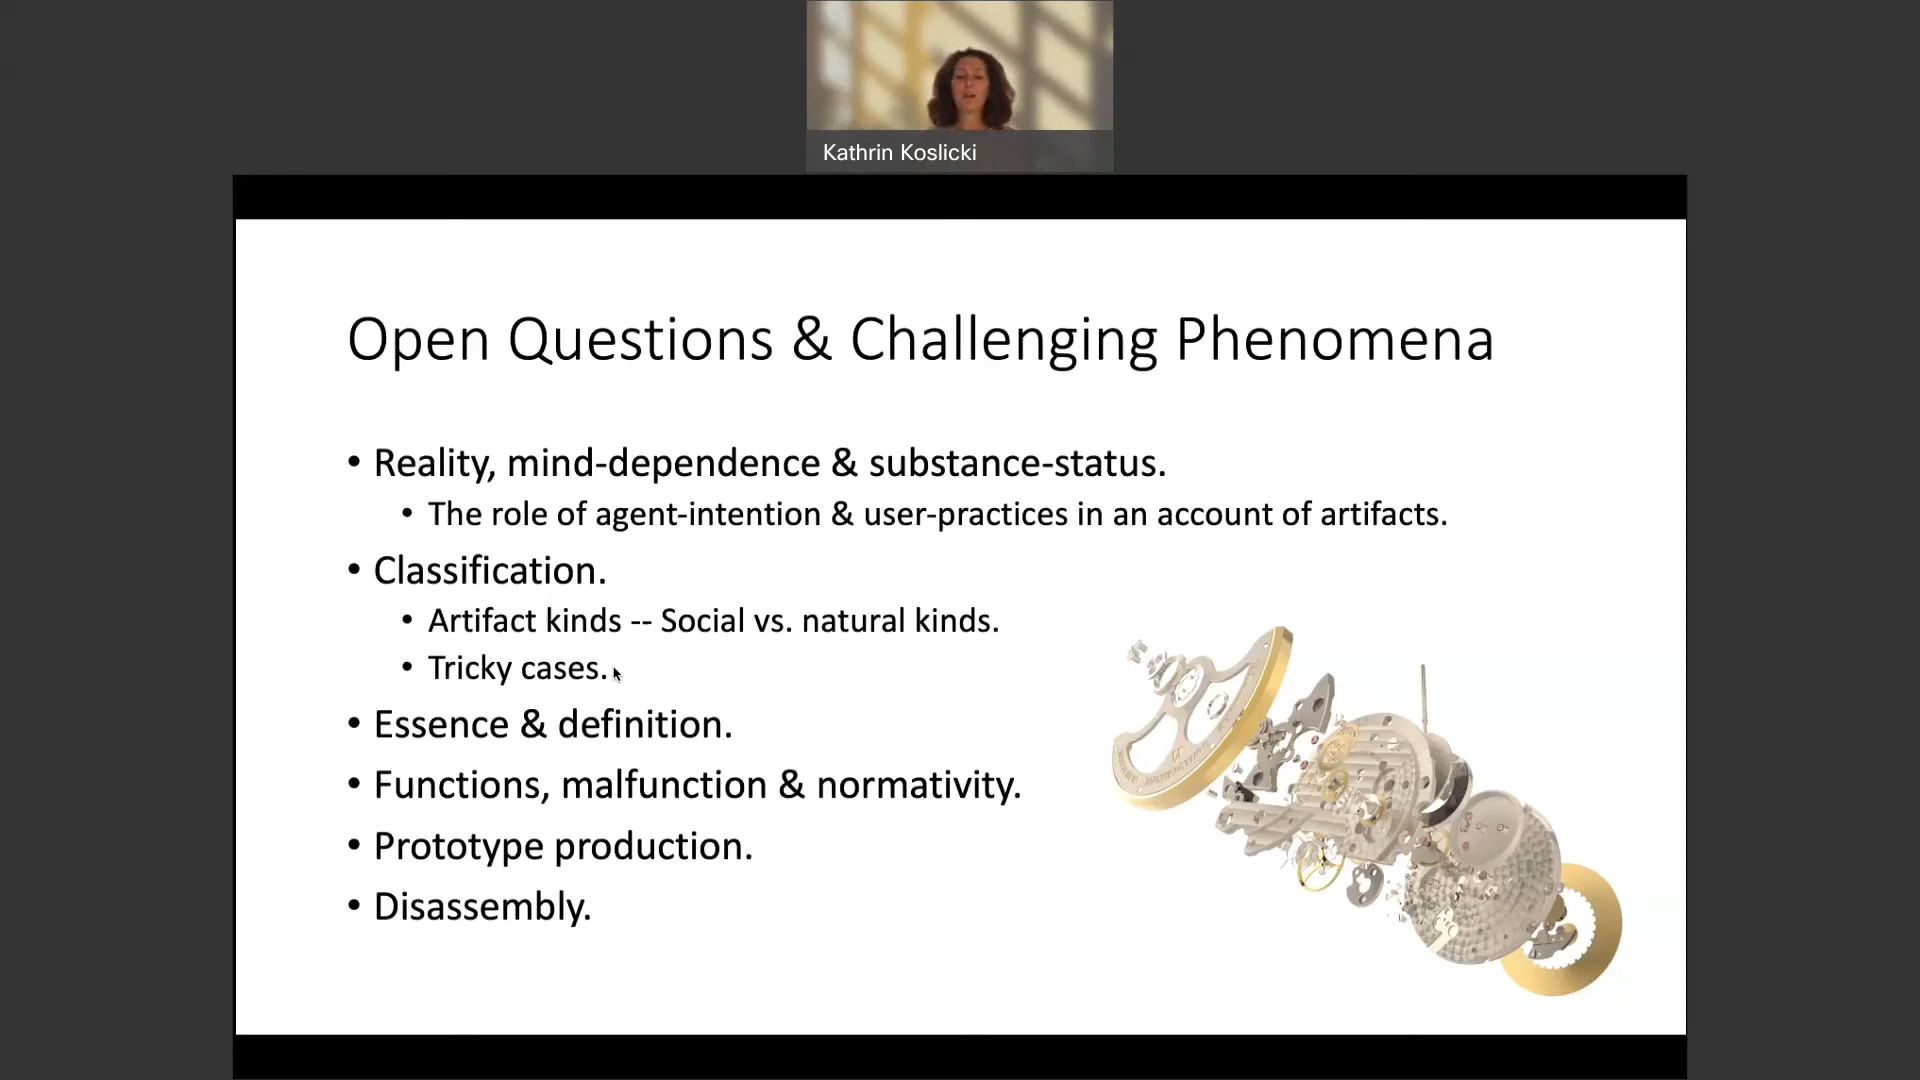 Kathrin Koslicki
Open Questions & Challenging Phenomena
• Reality, mind-dependence & substance-status.
• The role of agent-intention & user-practices in an account of artifacts.
• Classification.
• Artifact kinds -- Social vs. natural kinds.
• Tricky cases.
• Essence & definition.
• Functions, malfunction & normativity.
• Prototype production.
• Disassembly.